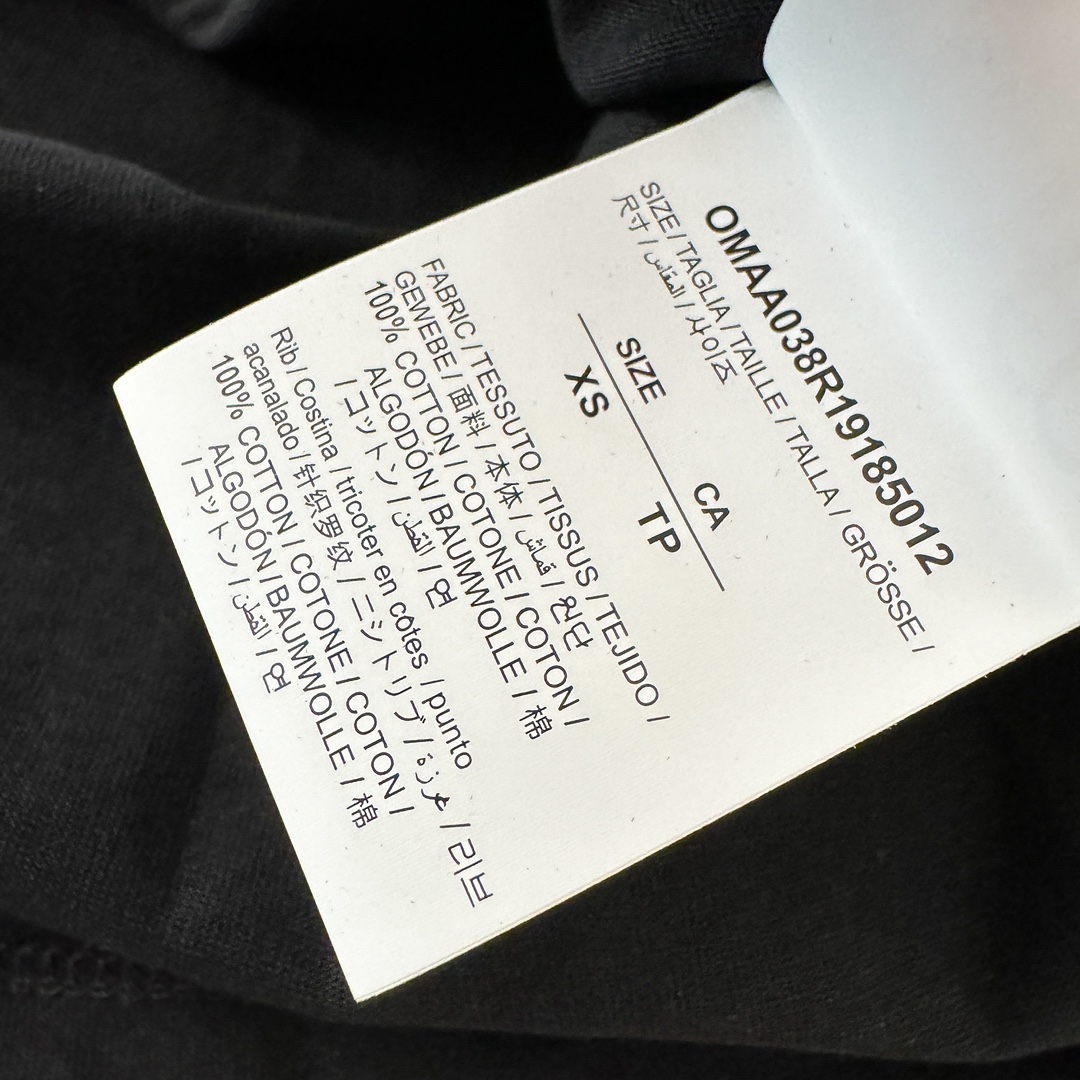 OMAA038R19185012
SIZE / TAGLIA / TAILLE / TALLA / GRÖSSE /
尺寸 / المقاس / 사이즈
SIZE CA
XS TP
FABRIC / TESSUTO / TISSUS / TEJIDO /
GEWEBE / 面料 / 本体 / قماش / 원단
100% COTTON / COTONE / COTON /
ALGODÓN / BAUMWOLLE / 棉
/ コットン / القطن / 면
Rib / Costina / tricoter en côtes / punto
acanalado / 针织罗纹 / ニットリブ / غرزة / 리브
100% COTTON / COTONE / COTON /
ALGODÓN / BAUMWOLLE / 棉
/ コットン / القطن / 면